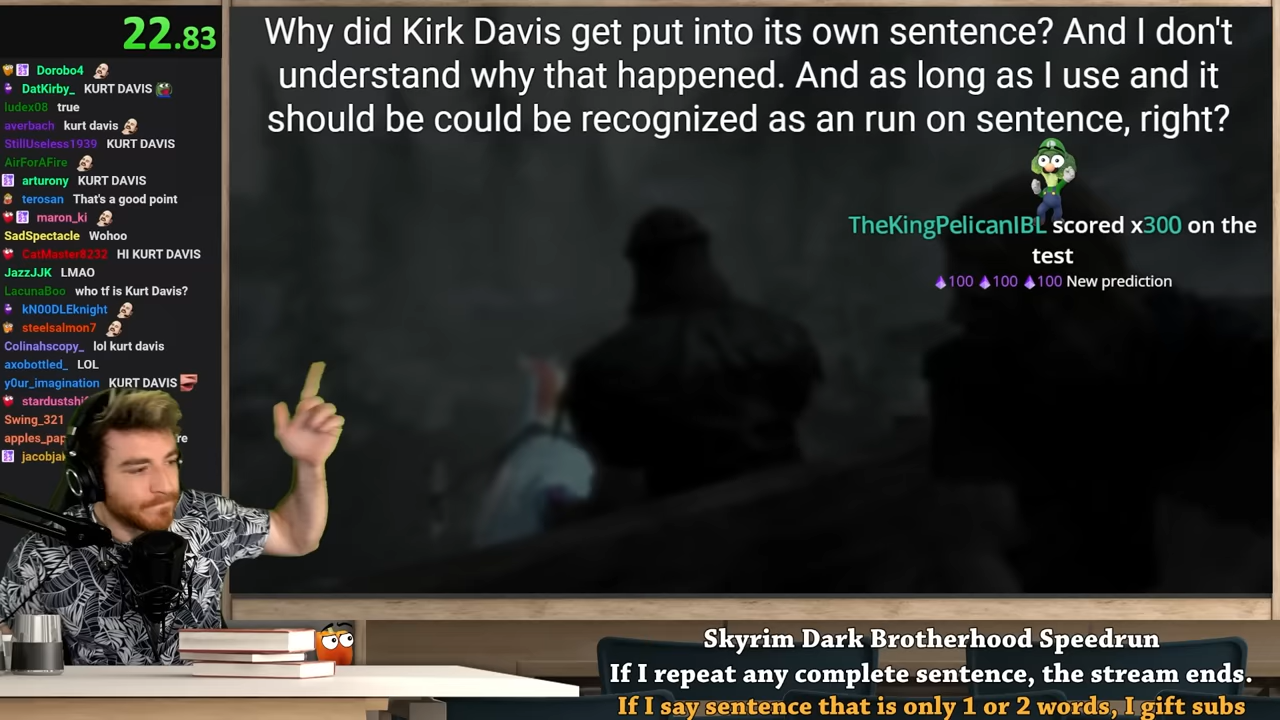 22.83
Dorobo4
DatKirby_ KURT DAVIS
ludex08 true
averbach kurt davis
StillUseless1939 KURT DAVIS
AirForAFire
arturony KURT DAVIS
terosan That's a good point
maron_ki
SadSpectacle Wohoo
CatMaster8232 HI KURT DAVIS
JazzJJK LMAO
LacunaBoo who tf is Kurt Davis?
kN00DLEknight
steelsalmon7
Colinahscopy_ lol kurt davis
axobottled_ LOL
y0ur_imagination KURT DAVIS
Swing_321
Why did Kirk Davis get put into its own sentence? And I don't
understand why that happened. And as long as I use and it
should be could be recognized as an run on sentence, right?
TheKingPelicanIBL scored x300 on the
test
100 100 100 New prediction
Skyrim Dark Brotherhood Speedrun
If I repeat any complete sentence, the stream ends.
If I say sentence that is only 1 or 2 words, I gift subs